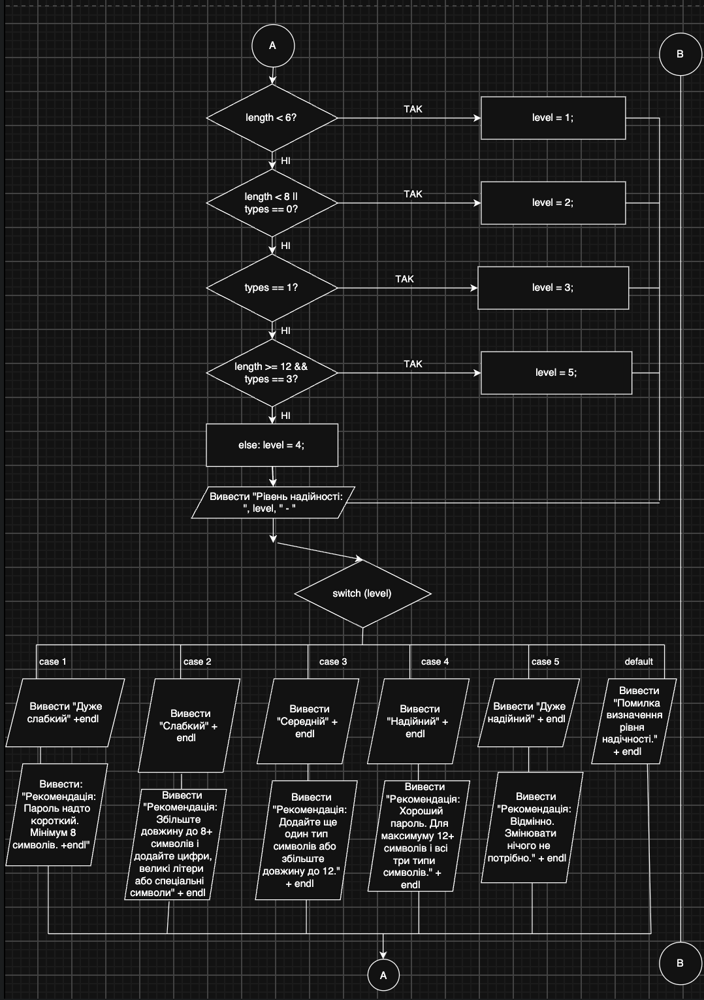 A
B
length < 6?
ТАК
level = 1;
НІ
length < 8 ||
types == 0?
ТАК
level = 2;
НІ
types == 1?
ТАК
level = 3;
НІ
length >= 12 &&
types == 3?
ТАК
level = 5;
НІ
else: level = 4;
Вивести "Рівень надійності:
", level, " - "
switch (level)
case 1
case 2
case 3
case 4
case 5
default
Вивести "Дуже
слабкий" +endl
Вивести
"Слабкий" +
endl
Вивести
"Середній" +
endl
Вивести
"Надійний" +
endl
Вивести "Дуже
надійний" + endl
Вивести
"Помилка
визначення
рівня
надічності."
+ endl
Вивести:
"Рекомендація:
Пароль надто
короткий.
Мінімум 8
символів. +endl"
Вивести
"Рекомендація:
Збільште
довжину до 8+
символів і
додайте цифри,
великі літери
або спеціальні
символи" + endl
Вивести
"Рекомендація:
Додайте ще
один тип
символів або
збільште
довжину до 12."
+ endl
Вивести
"Рекомендація:
Хороший
пароль. Для
максимуму 12+
символів і всі
три типи
символів." +
endl
Вивести
"Рекомендація:
Відмінно.
Змінювати
нічого не
потрібно." + endl
A
B